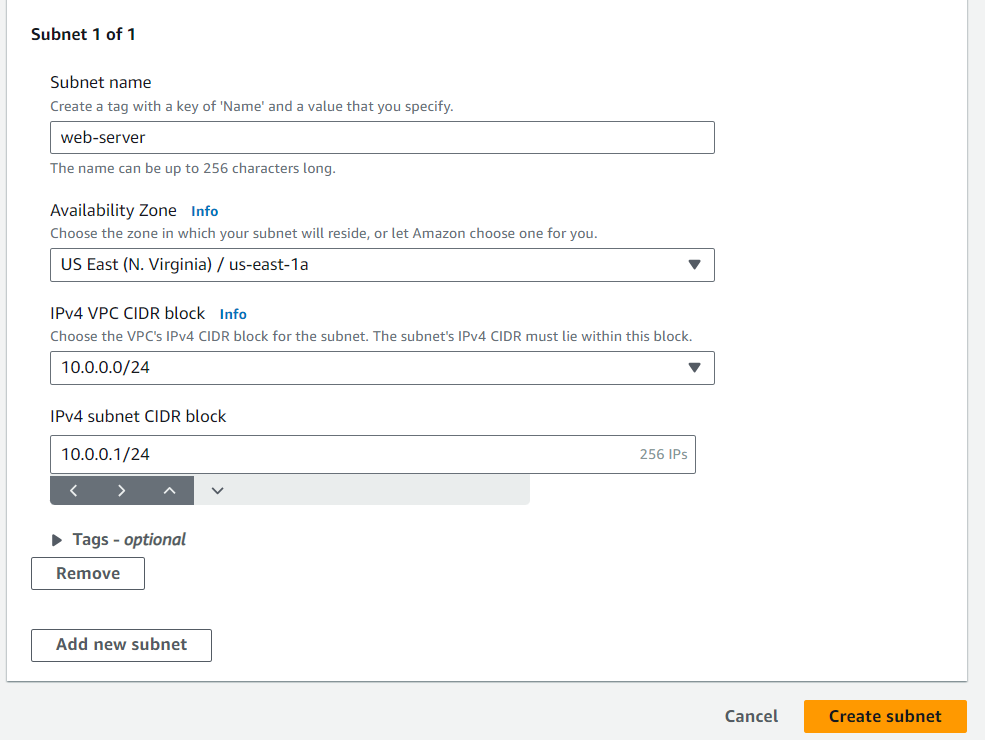 Subnet 1 of 1
Subnet name
Create a tag with a key of 'Name' and a value that you specify.
web-server
The name can be up to 256 characters long.
Availability Zone Info
Choose the zone in which your subnet will reside, or let Amazon choose one for you.
US East (N. Virginia) / us-east-1a
IPv4 VPC CIDR block Info
Choose the VPC's IPv4 CIDR block for the subnet. The subnet's IPv4 CIDR must lie within this block.
10.0.0.0/24
IPv4 subnet CIDR block
10.0.0.1/24 256 IPs
Tags - optional
Remove
Add new subnet
Cancel Create subnet